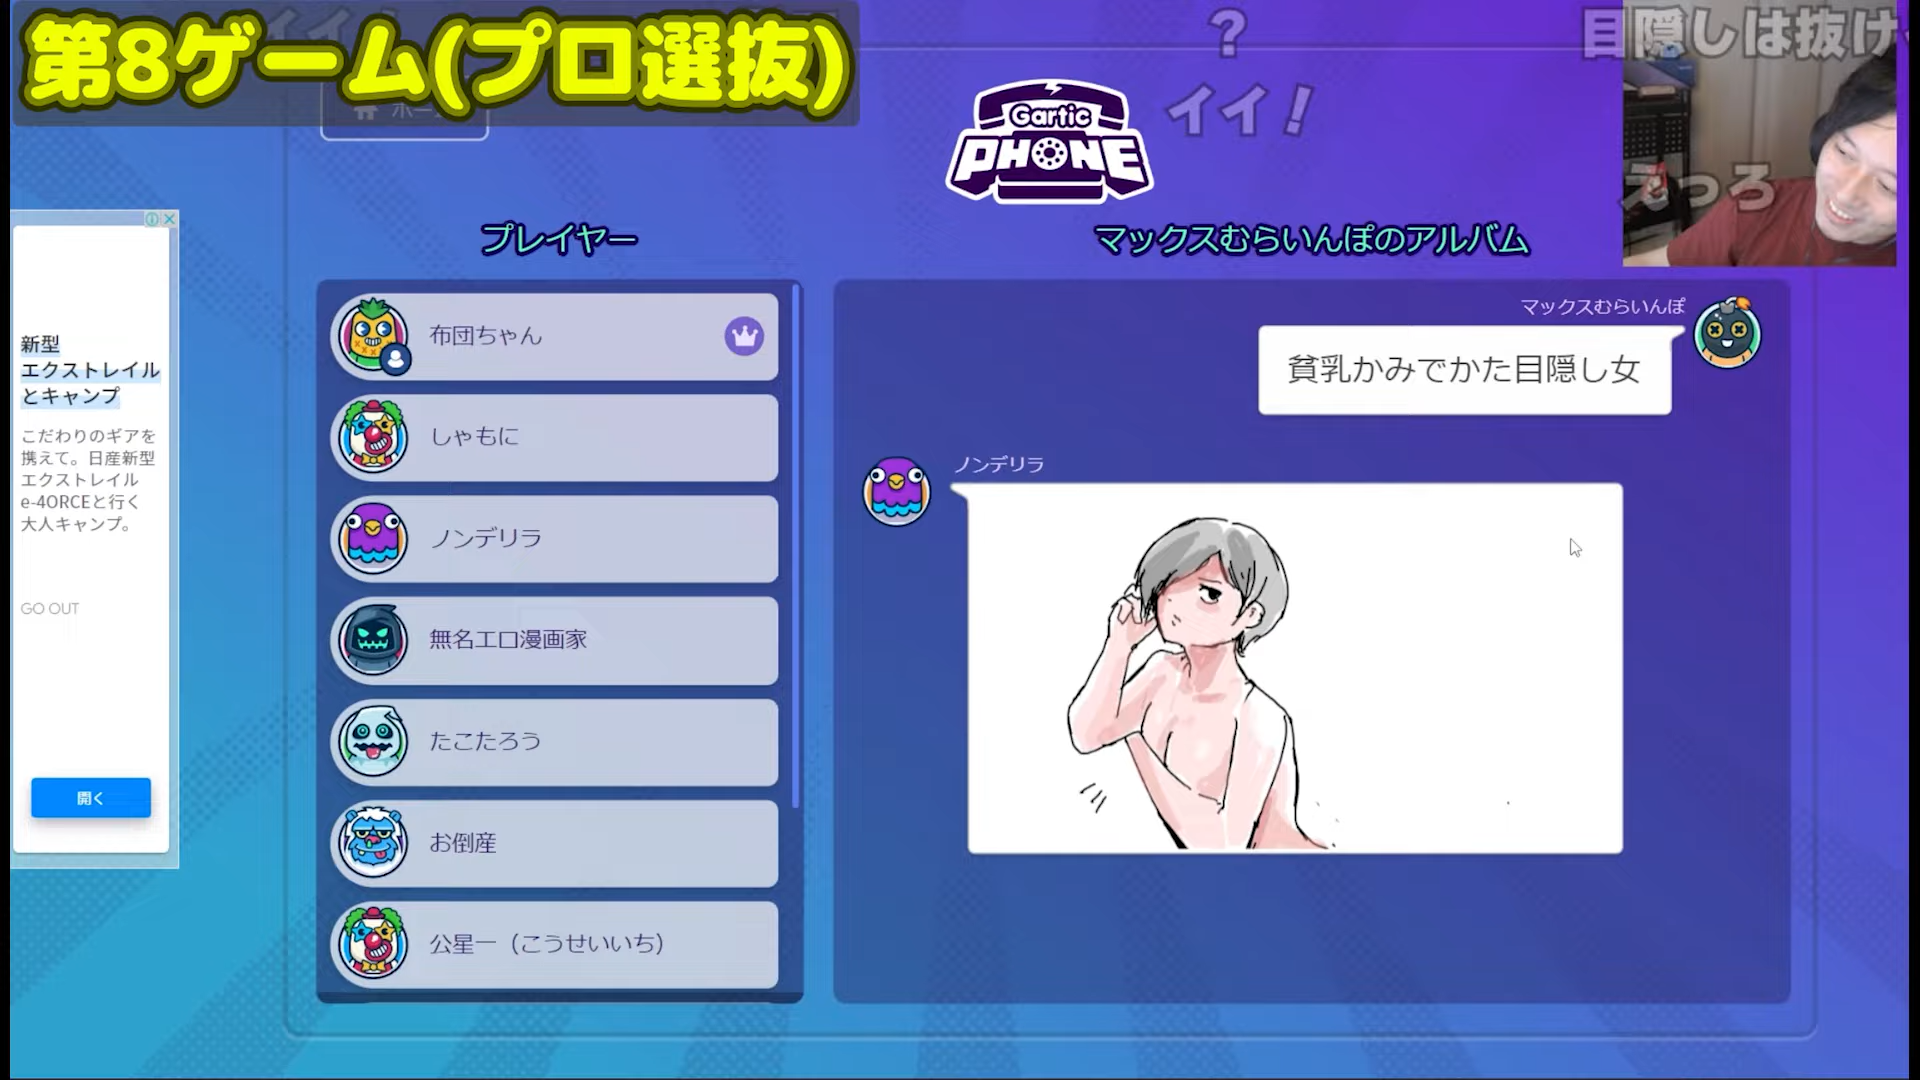 第8ゲーム(プロ選抜)
?
目隠しは抜け
イイ!
えっろ
Gartic
PHONE
プレイヤー
マックスむらいんぽのアルバム
布団ちゃん
しゃもに
ノンデリラ
無名エロ漫画家
たこたろう
お倒産
公星一（こうせいいち）
マックスむらいんぽ
貧乳かみでかた目隠し女
ノンデリラ
新型
エクストレイル
とキャンプ
こだわりのギアを
携えて。日産新型
エクストレイル
e-4ORCEと行く
大人キャンプ。
GO OUT
開く